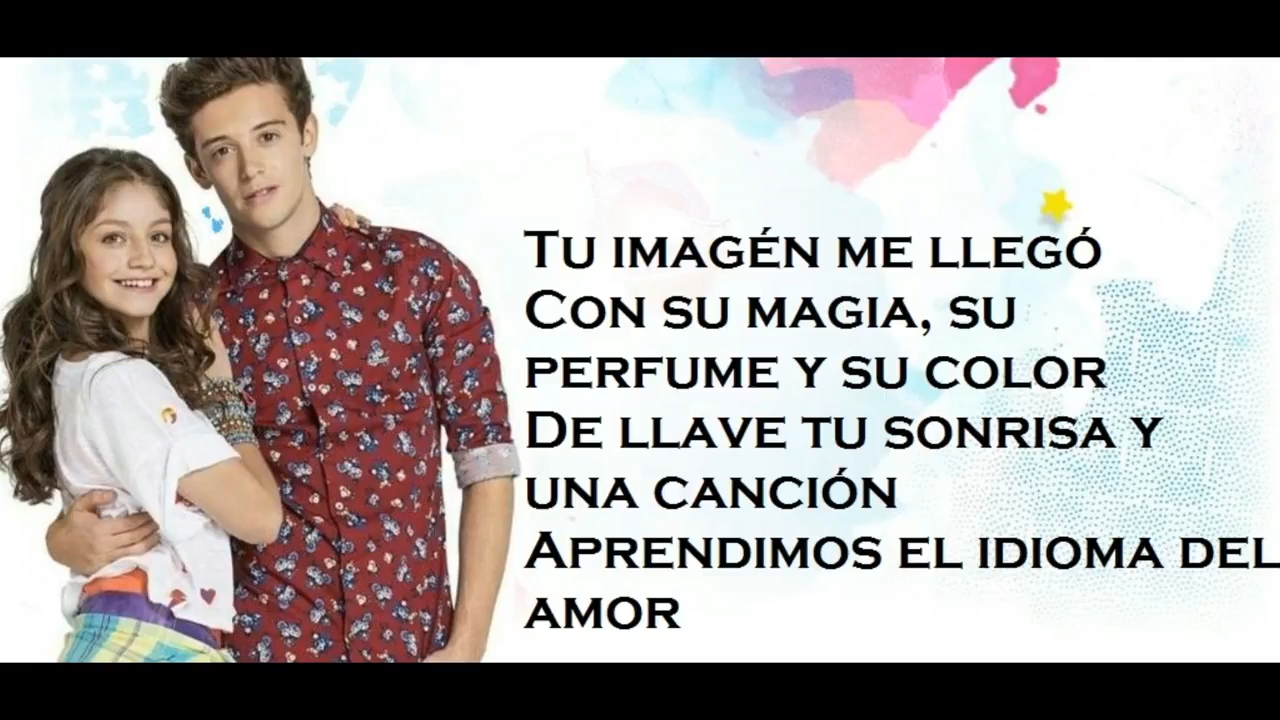 Tu imagén me llegó
Con su magia, su
perfume y su color
De llave tu sonrisa y
una canción
Aprendimos el idioma del
amor